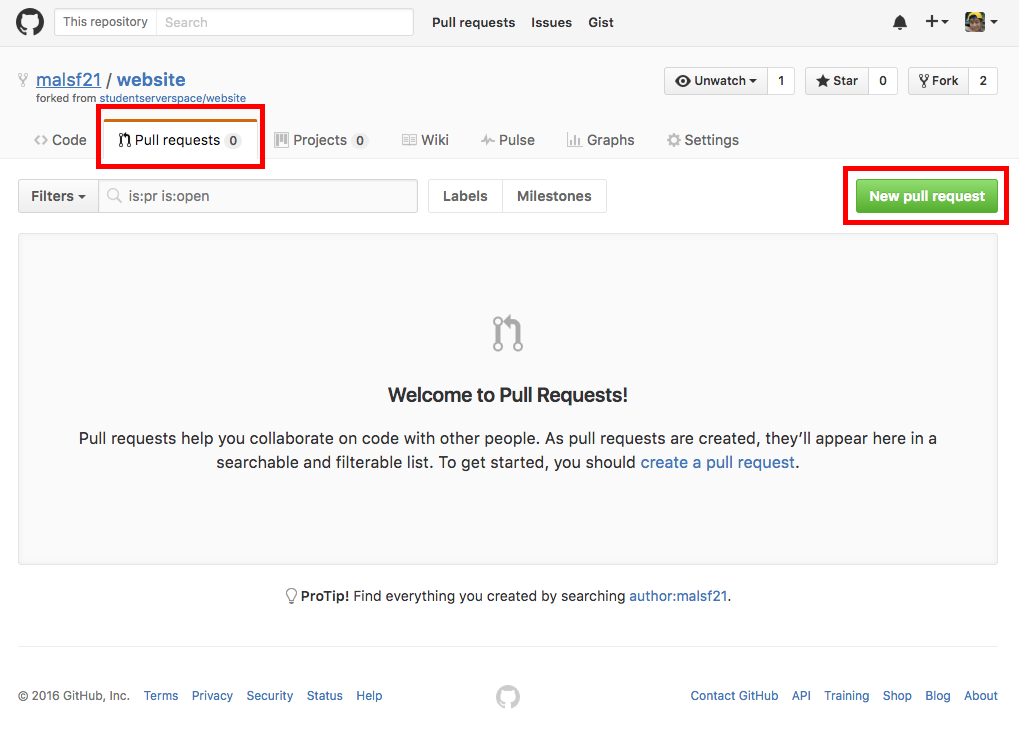 This repository Search Pull requests Issues Gist
malsf21 / website Unwatch 1 Star 0 Fork 2
forked from studentserverspace/website
Code Pull requests 0 Projects 0 Wiki Pulse Graphs Settings
Filters is:pr is:open Labels Milestones New pull request
Welcome to Pull Requests!
Pull requests help you collaborate on code with other people. As pull requests are created, they’ll appear here in a
searchable and filterable list. To get started, you should create a pull request.
ProTip! Find everything you created by searching author:malsf21.
© 2016 GitHub, Inc. Terms Privacy Security Status Help Contact GitHub API Training Shop Blog About